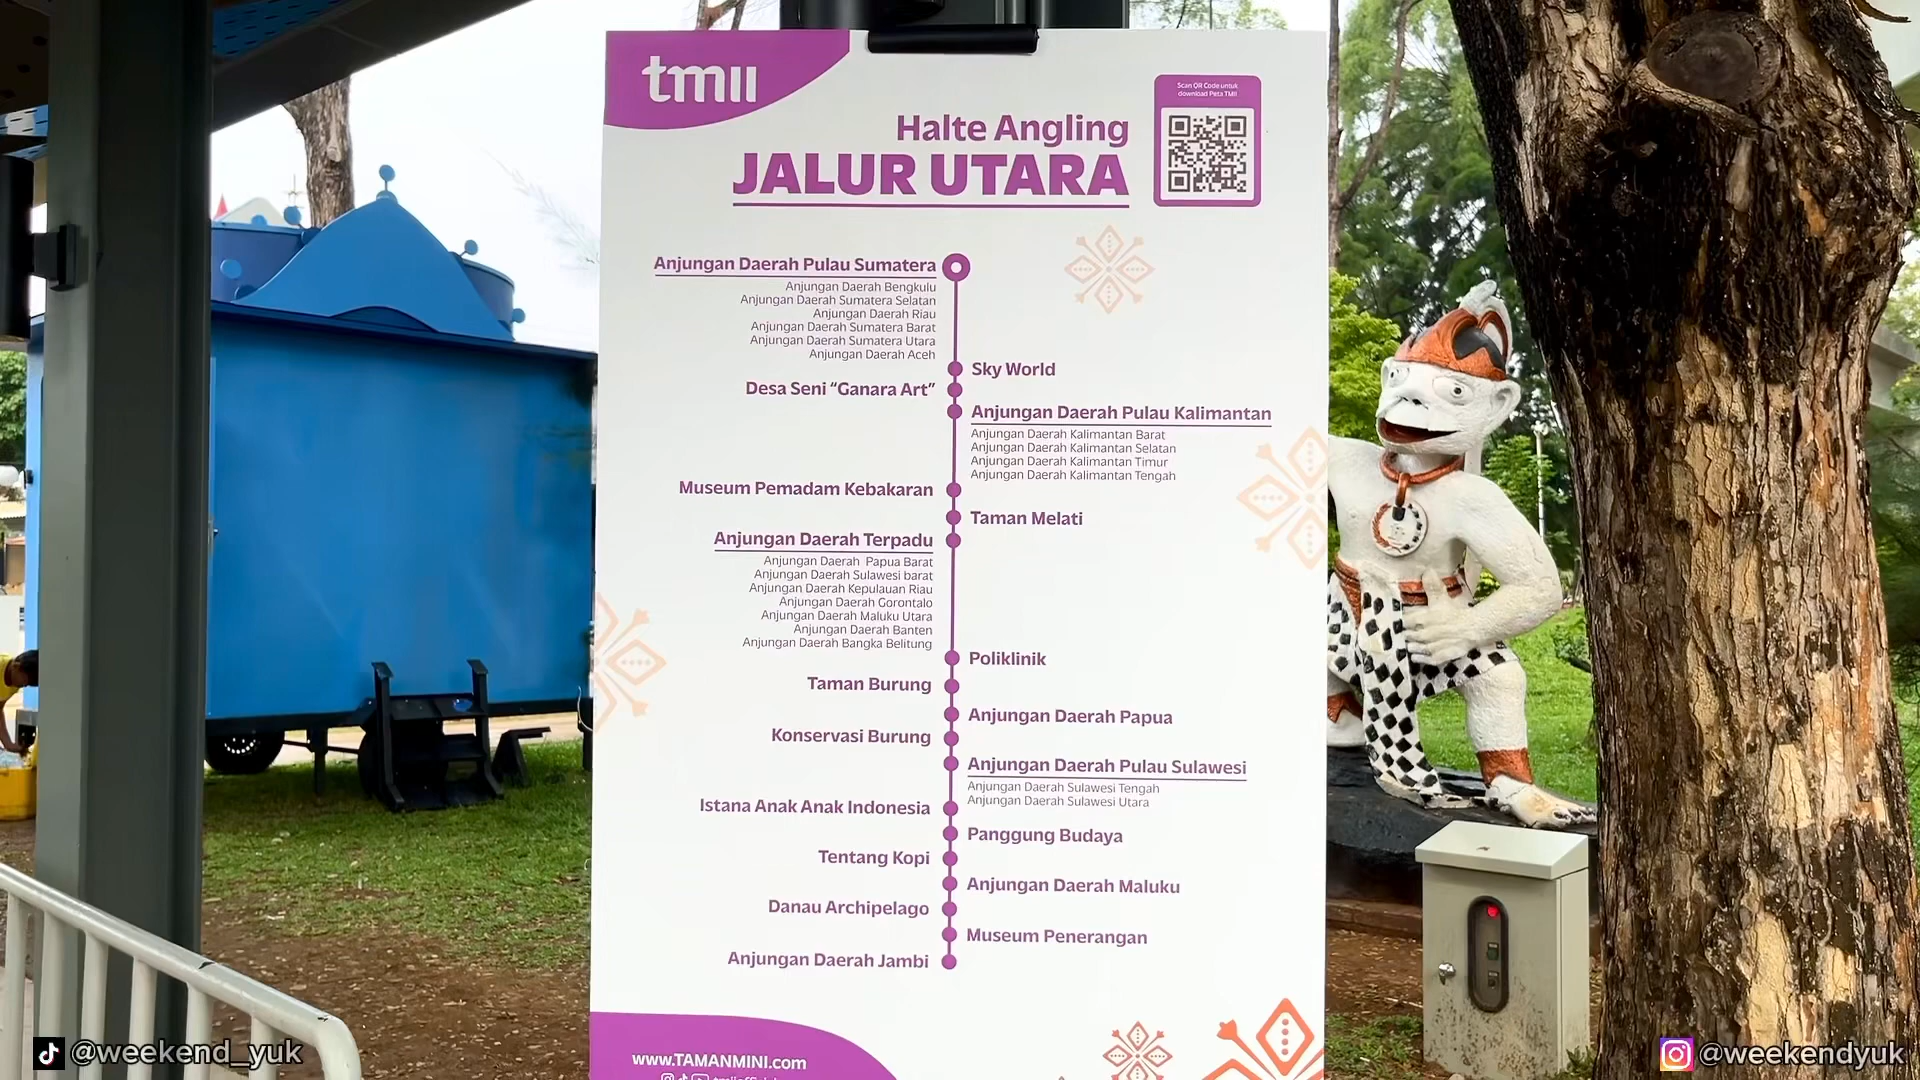 tmii
Scan QR Code untuk
download Peta TMII
Halte Angling
JALUR UTARA
Anjungan Daerah Pulau Sumatera
Anjungan Daerah Bengkulu
Anjungan Daerah Sumatera Selatan
Anjungan Daerah Riau
Anjungan Daerah Sumatera Barat
Anjungan Daerah Sumatera Utara
Anjungan Daerah Aceh
Sky World
Desa Seni “Ganara Art”
Anjungan Daerah Pulau Kalimantan
Anjungan Daerah Kalimantan Barat
Anjungan Daerah Kalimantan Selatan
Anjungan Daerah Kalimantan Timur
Anjungan Daerah Kalimantan Tengah
Museum Pemadam Kebakaran
Taman Melati
Anjungan Daerah Terpadu
Anjungan Daerah Papua Barat
Anjungan Daerah Sulawesi barat
Anjungan Daerah Kepulauan Riau
Anjungan Daerah Gorontalo
Anjungan Daerah Maluku Utara
Anjungan Daerah Banten
Anjungan Daerah Bangka Belitung
Poliklinik
Taman Burung
Anjungan Daerah Papua
Konservasi Burung
Anjungan Daerah Pulau Sulawesi
Anjungan Daerah Sulawesi Tengah
Anjungan Daerah Sulawesi Utara
Istana Anak Anak Indonesia
Panggung Budaya
Tentang Kopi
Anjungan Daerah Maluku
Danau Archipelago
Museum Penerangan
Anjungan Daerah Jambi
www.TAMANMINI.com
@weekend_yuk
@weekendyuk